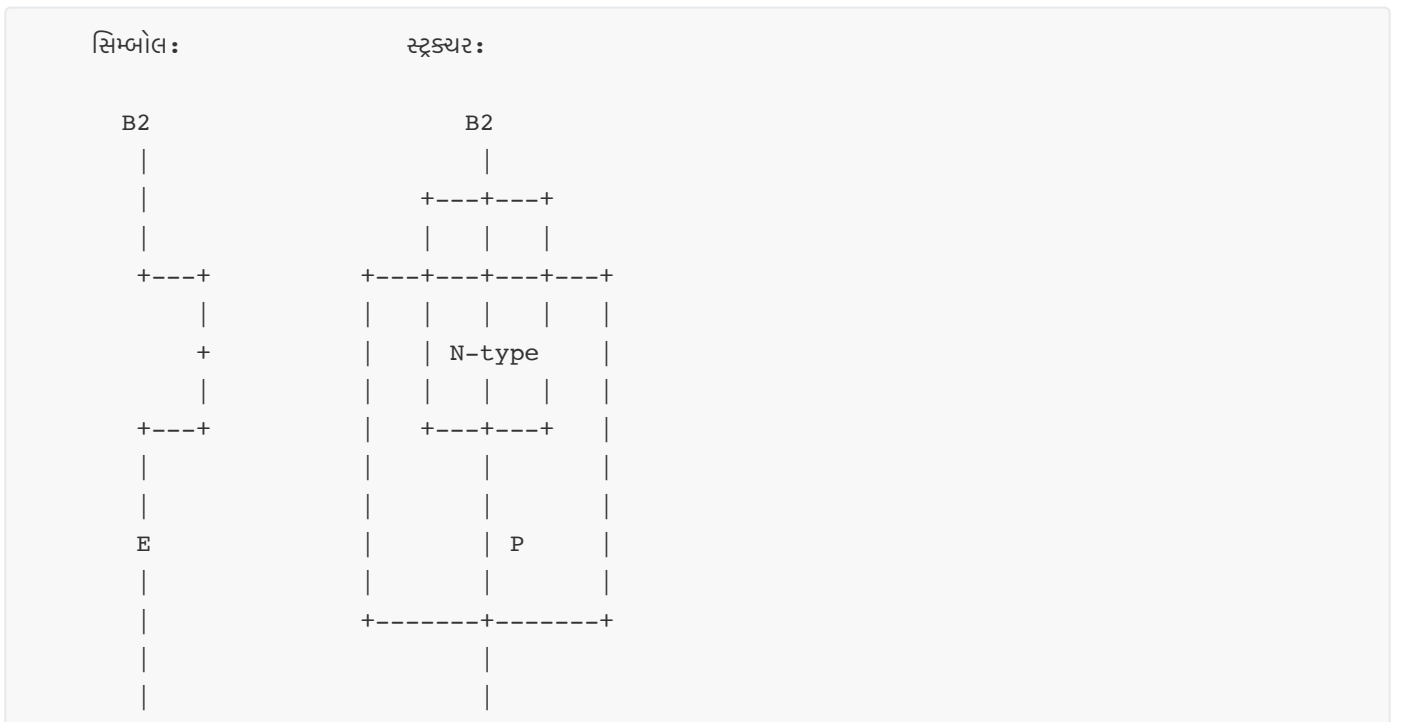 સિમ્બોલ: સ્ટ્રક્ચર:
B2 B2
| |
| +---+---+
| | | |
+---+ +---+---+---+---+
| | | | | |
+ | | N-type |
| | | | | |
+---+ | +---+---+ |
| | | |
| | | |
E | | P |
| | | |
| +-------+-------+
| |
| |